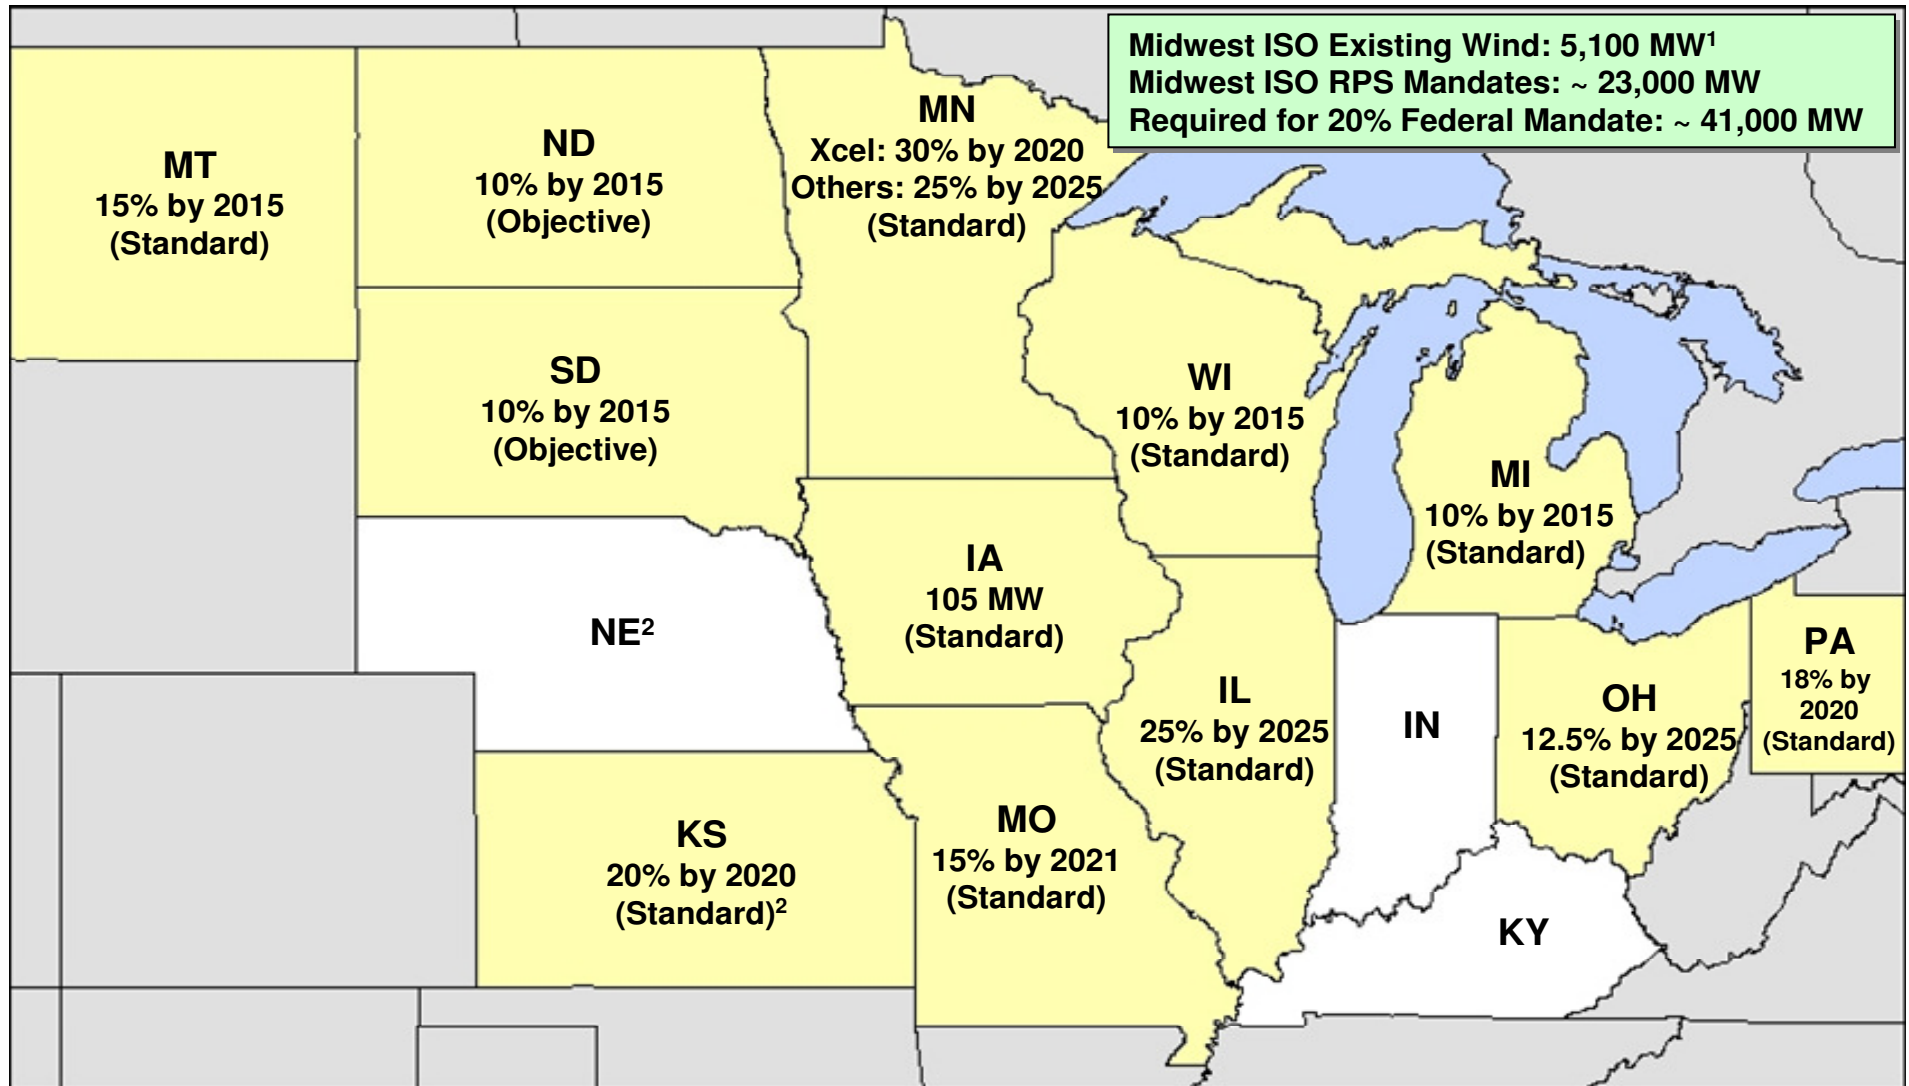 Midwest ISO Existing Wind: 5,100 MW¹
Midwest ISO RPS Mandates: ~ 23,000 MW
Required for 20% Federal Mandate: ~ 41,000 MW
MT
15% by 2015
(Standard)
ND
10% by 2015
(Objective)
MN
Xcel: 30% by 2020
Others: 25% by 2025
(Standard)
SD
10% by 2015
(Objective)
WI
10% by 2015
(Standard)
MI
10% by 2015
(Standard)
NE²
IA
105 MW
(Standard)
IL
25% by 2025
(Standard)
IN
OH
12.5% by 2025
(Standard)
PA
18% by
2020
(Standard)
KS
20% by 2020
(Standard)²
MO
15% by 2021
(Standard)
KY